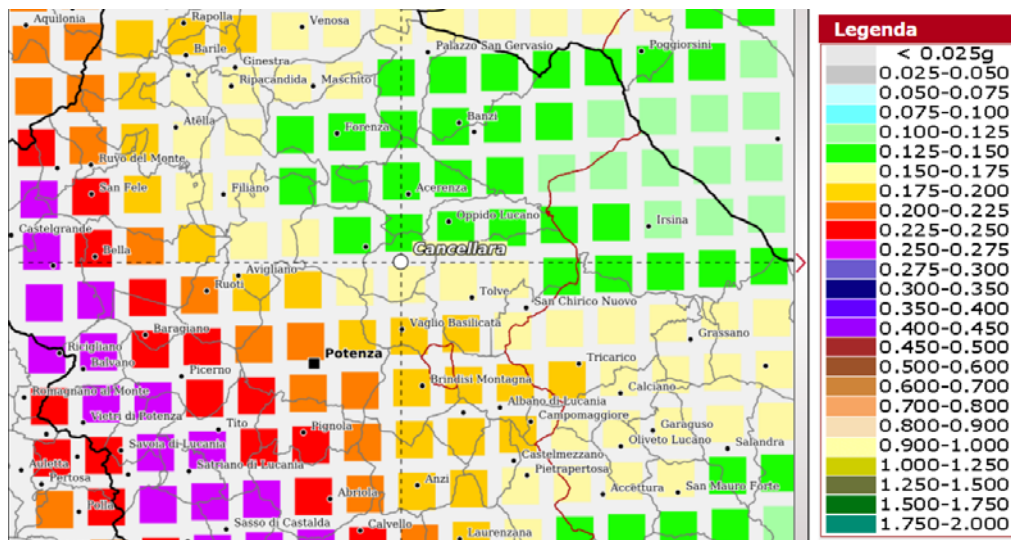 Aquilonia
Rapolla
Venosa
Barile
Palazzo San Gervasio
Poggiorsini
Ginestra
Ripacandida
Maschito
Atella
Forenza
Banzi
Ruvo del Monte
San Fele
Filiano
Acerenza
Oppido Lucano
Irsina
Castelgrande
Bella
Cancellara
Avigliano
Ruoti
Tolve
San Chirico Nuovo
Baragiano
Vaglio Basilicata
Grassano
Ricigliano
Balvano
Potenza
Picerno
Tricarico
Romagnano al Monte
Brindisi Montagna
Calciano
Albano di Lucania
Vietri di Potenza
Campomaggiore
Tito
Pignola
Garaguso
Savoia di Lucania
Oliveto Lucano
Salandra
Castelmezzano
Auletta
Satriano di Lucania
Pietrapertosa
Pertosa
Anzi
Abriola
Accettura
San Mauro Forte
Polla
Sasso di Castalda
Calvello
Laurenzana
Legenda
< 0.025g
0.025-0.050
0.050-0.075
0.075-0.100
0.100-0.125
0.125-0.150
0.150-0.175
0.175-0.200
0.200-0.225
0.225-0.250
0.250-0.275
0.275-0.300
0.300-0.350
0.350-0.400
0.400-0.450
0.450-0.500
0.500-0.600
0.600-0.700
0.700-0.800
0.800-0.900
0.900-1.000
1.000-1.250
1.250-1.500
1.500-1.750
1.750-2.000